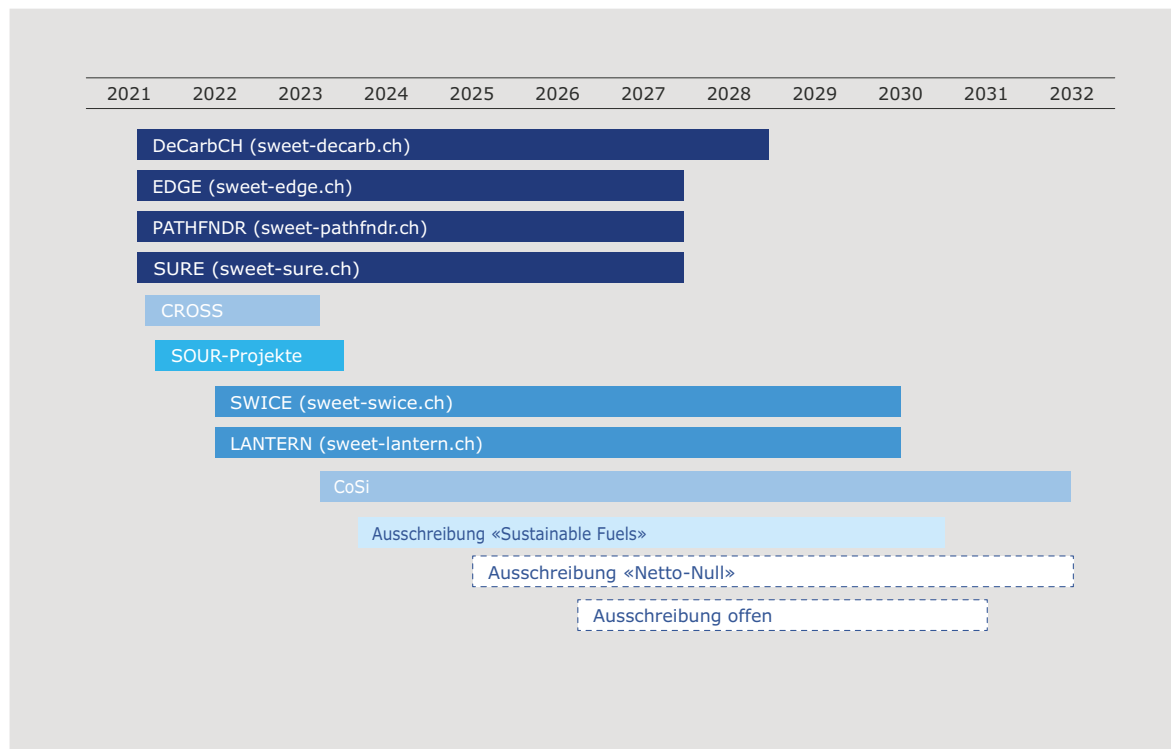 2021 2022 2023 2024 2025 2026 2027 2028 2029 2030 2031 2032
DeCarbCH (sweet-decarb.ch)
EDGE (sweet-edge.ch)
PATHFNDR (sweet-pathfndr.ch)
SURE (sweet-sure.ch)
CROSS
SOUR-Projekte
SWICE (sweet-swice.ch)
LANTERN (sweet-lantern.ch)
CoSi
Ausschreibung «Sustainable Fuels»
Ausschreibung «Netto-Null»
Ausschreibung offen